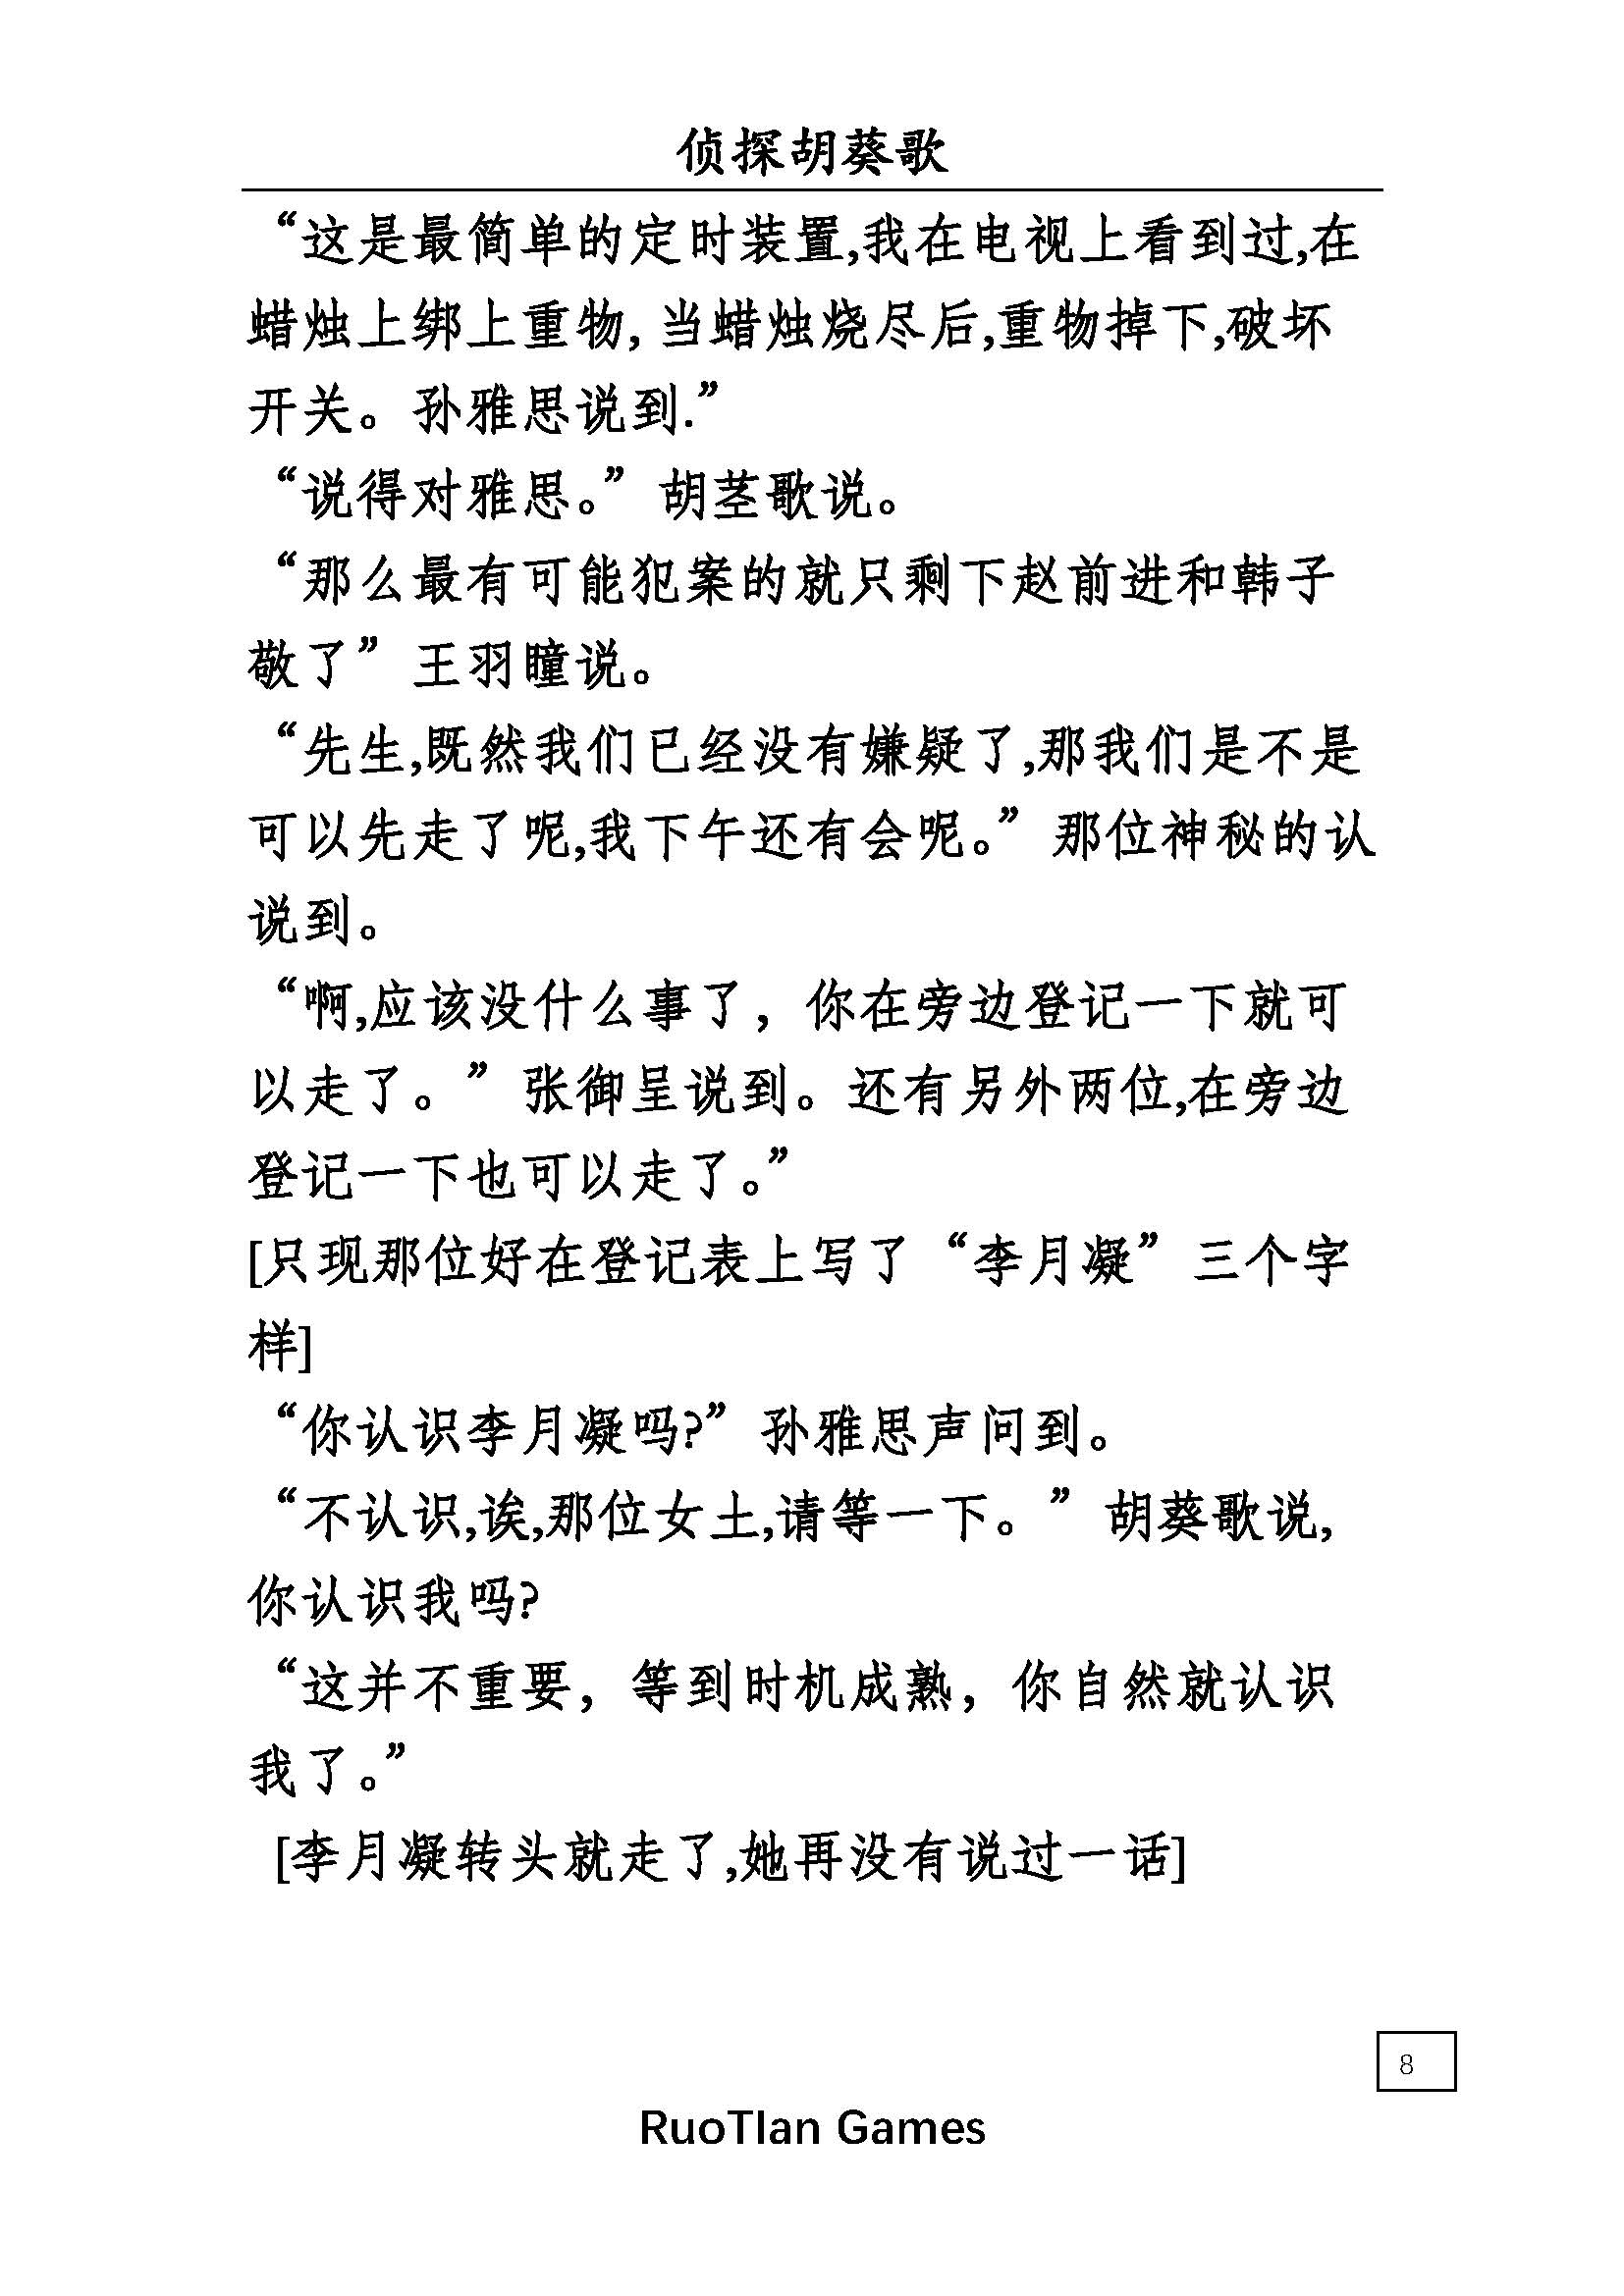 侦探胡葵歌
“这是最简单的定时装置,我在电视上看到过,在
蜡烛上绑上重物, 当蜡烛烧尽后,重物掉下,破坏
开关。孙雅思说到.”
“说得对雅思。”胡茎歌说。
“那么最有可能犯案的就只剩下赵前进和韩子
敬了”王羽瞳说。
“先生,既然我们已经没有嫌疑了,那我们是不是
可以先走了呢,我下午还有会呢。”那位神秘的认
说到。
“啊,应该没什么事了，你在旁边登记一下就可
以走了。”张御呈说到。还有另外两位,在旁边
登记一下也可以走了。”
[只现那位好在登记表上写了“李月凝”三个字
样]
“你认识李月凝吗?”孙雅思声问到。
“不认识,诶,那位女土,请等一下。”胡葵歌说,
你认识我吗?
“这并不重要，等到时机成熟，你自然就认识
我了。”
[李月凝转头就走了,她再没有说过一话]
8
RuoTIan Games